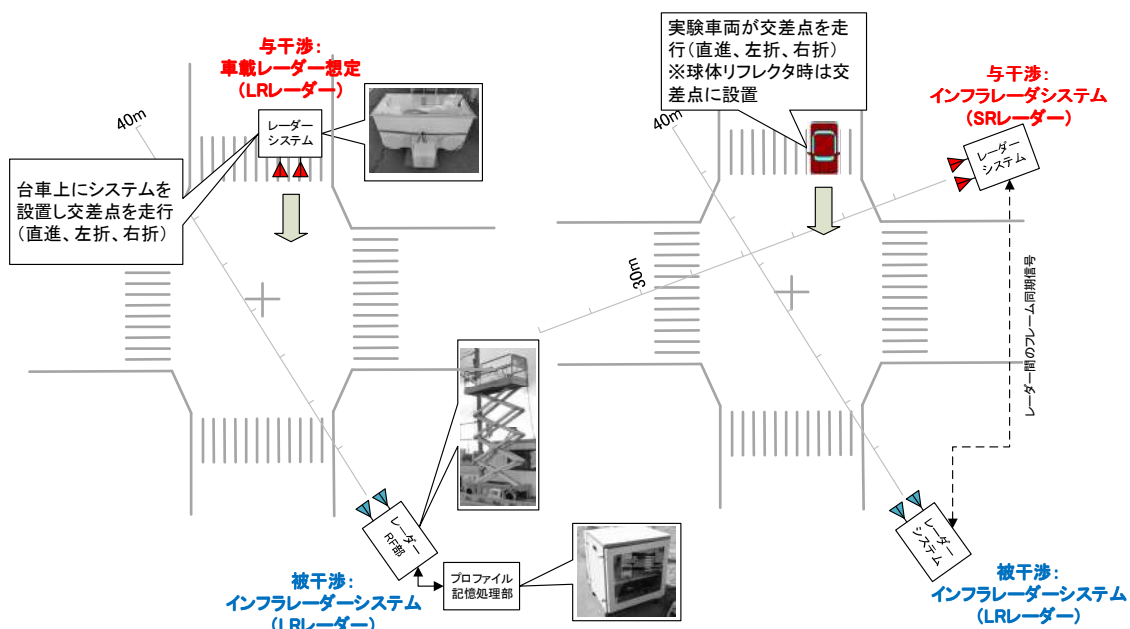 与干渉：
車載レーダー想定
（LRレーダー）
40m
レーダー
システム
台車上にシステムを
設置し交差点を走行
（直進、左折、右折）
レーダー
RF部
プロファイル
記憶処理部
被干渉：
インフラレーダーシステム
（LRレーダー）
実験車両が交差点を走
行（直進、左折、右折）
※球体リフレクタ時は交
差点に設置
与干渉：
インフラレーダシステム
（SRレーダー）
40m
レーダー
システム
30m
レーダー間のフレーム同期信号
レーダー
システム
被干渉：
インフラレーダーシステム
（LRレーダー）